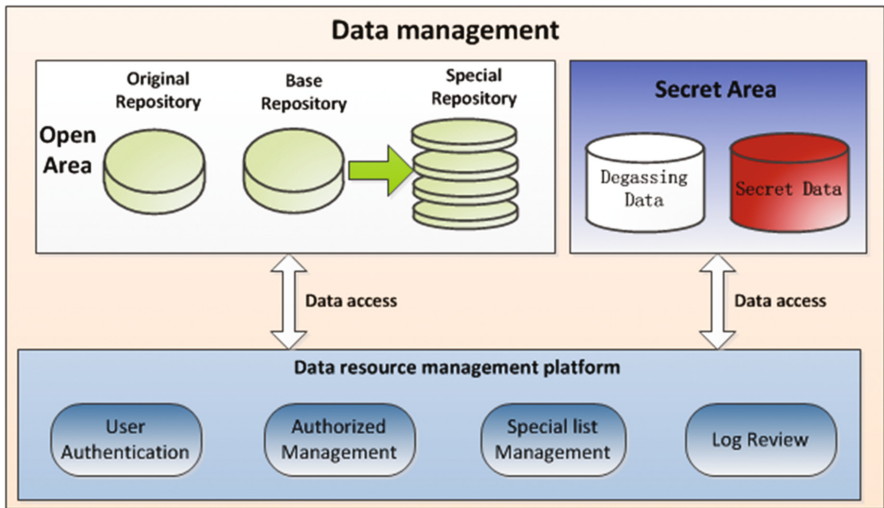 Data management
Original
Repository
Base
Repository
Special
Repository
Open
Area
Secret Area
Degassing
Data
Secret Data
Data access
Data access
Data resource management platform
User
Authentication
Authorized
Management
Special list
Management
Log Review